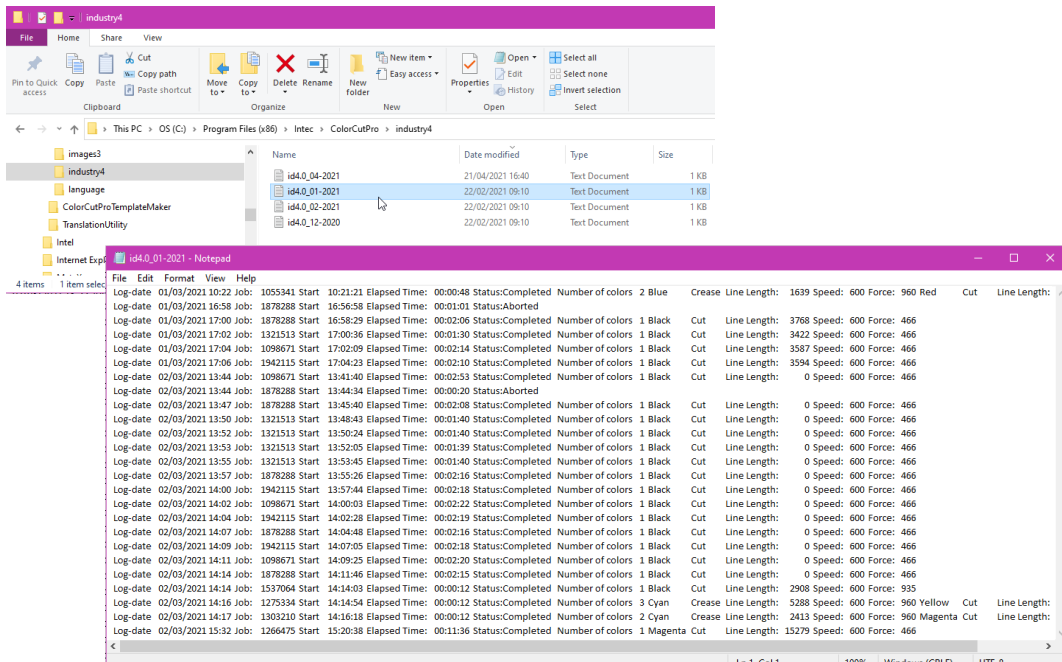 industry4
File Home Share View
Pin to Quick access Copy Paste Cut Copy path Paste shortcut Move to Copy to Delete Rename New folder New item Easy access Properties Open Edit History Select all Select none Invert selection
Clipboard Organize New Open Select
This PC > OS (C:) > Program Files (x86) > Intec > ColorCutPro > industry4
images3
industry4
language
ColorCutProTemplateMaker
TranslationUtility
Intel
Internet Exp
4 items 1 item selec
Name Date modified Type Size
id4.0_04-2021 21/04/2021 16:40 Text Document 1 KB
id4.0_01-2021 22/02/2021 09:10 Text Document 1 KB
id4.0_02-2021 22/02/2021 09:10 Text Document 1 KB
id4.0_12-2020 22/02/2021 09:10 Text Document 1 KB
id4.0_01-2021 - Notepad
File Edit Format View Help
Log-date 01/03/2021 10:22 Job: 1055341 Start 10:21:21 Elapsed Time: 00:00:48 Status:Completed Number of colors 2 Blue Crease Line Length: 1639 Speed: 600 Force: 960 Red Cut Line Length:
Log-date 01/03/2021 16:58 Job: 1878288 Start 16:56:58 Elapsed Time: 00:01:01 Status:Aborted
Log-date 01/03/2021 17:00 Job: 1878288 Start 16:58:29 Elapsed Time: 00:02:06 Status:Completed Number of colors 1 Black Cut Line Length: 3768 Speed: 600 Force: 466
Log-date 01/03/2021 17:02 Job: 1321513 Start 17:00:36 Elapsed Time: 00:01:30 Status:Completed Number of colors 1 Black Cut Line Length: 3422 Speed: 600 Force: 466
Log-date 01/03/2021 17:04 Job: 1098671 Start 17:02:09 Elapsed Time: 00:02:14 Status:Completed Number of colors 1 Black Cut Line Length: 3587 Speed: 600 Force: 466
Log-date 01/03/2021 17:06 Job: 1942115 Start 17:04:23 Elapsed Time: 00:02:10 Status:Completed Number of colors 1 Black Cut Line Length: 3594 Speed: 600 Force: 466
Log-date 02/03/2021 13:44 Job: 1098671 Start 13:41:40 Elapsed Time: 00:02:53 Status:Completed Number of colors 1 Black Cut Line Length: 0 Speed: 600 Force: 466
Log-date 02/03/2021 13:44 Job: 1878288 Start 13:44:34 Elapsed Time: 00:00:20 Status:Aborted
Log-date 02/03/2021 13:47 Job: 1878288 Start 13:45:40 Elapsed Time: 00:02:08 Status:Completed Number of colors 1 Black Cut Line Length: 0 Speed: 600 Force: 466
Log-date 02/03/2021 13:50 Job: 1321513 Start 13:48:43 Elapsed Time: 00:01:40 Status:Completed Number of colors 1 Black Cut Line Length: 0 Speed: 600 Force: 466
Log-date 02/03/2021 13:52 Job: 1321513 Start 13:50:24 Elapsed Time: 00:01:40 Status:Completed Number of colors 1 Black Cut Line Length: 0 Speed: 600 Force: 466
Log-date 02/03/2021 13:53 Job: 1321513 Start 13:52:05 Elapsed Time: 00:01:39 Status:Completed Number of colors 1 Black Cut Line Length: 0 Speed: 600 Force: 466
Log-date 02/03/2021 13:55 Job: 1321513 Start 13:53:45 Elapsed Time: 00:01:40 Status:Completed Number of colors 1 Black Cut Line Length: 0 Speed: 600 Force: 466
Log-date 02/03/2021 13:57 Job: 1878288 Start 13:55:26 Elapsed Time: 00:02:16 Status:Completed Number of colors 1 Black Cut Line Length: 0 Speed: 600 Force: 466
Log-date 02/03/2021 14:00 Job: 1942115 Start 13:57:44 Elapsed Time: 00:02:18 Status:Completed Number of colors 1 Black Cut Line Length: 0 Speed: 600 Force: 466
Log-date 02/03/2021 14:02 Job: 1098671 Start 14:00:03 Elapsed Time: 00:02:22 Status:Completed Number of colors 1 Black Cut Line Length: 0 Speed: 600 Force: 466
Log-date 02/03/2021 14:04 Job: 1942115 Start 14:02:28 Elapsed Time: 00:02:19 Status:Completed Number of colors 1 Black Cut Line Length: 0 Speed: 600 Force: 466
Log-date 02/03/2021 14:07 Job: 1878288 Start 14:04:48 Elapsed Time: 00:02:16 Status:Completed Number of colors 1 Black Cut Line Length: 0 Speed: 600 Force: 466
Log-date 02/03/2021 14:09 Job: 1942115 Start 14:07:05 Elapsed Time: 00:02:18 Status:Completed Number of colors 1 Black Cut Line Length: 0 Speed: 600 Force: 466
Log-date 02/03/2021 14:11 Job: 1098671 Start 14:09:25 Elapsed Time: 00:02:20 Status:Completed Number of colors 1 Black Cut Line Length: 0 Speed: 600 Force: 466
Log-date 02/03/2021 14:14 Job: 1878288 Start 14:11:46 Elapsed Time: 00:02:15 Status:Completed Number of colors 1 Black Cut Line Length: 0 Speed: 600 Force: 466
Log-date 02/03/2021 14:14 Job: 1537064 Start 14:14:03 Elapsed Time: 00:00:12 Status:Completed Number of colors 1 Black Cut Line Length: 2908 Speed: 600 Force: 935
Log-date 02/03/2021 14:16 Job: 1275334 Start 14:14:54 Elapsed Time: 00:00:12 Status:Completed Number of colors 3 Cyan Crease Line Length: 5288 Speed: 600 Force: 960 Yellow Cut Line Length:
Log-date 02/03/2021 14:17 Job: 1303210 Start 14:16:18 Elapsed Time: 00:00:12 Status:Completed Number of colors 2 Cyan Crease Line Length: 2413 Speed: 600 Force: 960 Magenta Cut Line Length:
Log-date 02/03/2021 15:32 Job: 1266475 Start 15:20:38 Elapsed Time: 00:11:36 Status:Completed Number of colors 1 Magenta Cut Line Length: 15279 Speed: 600 Force: 466